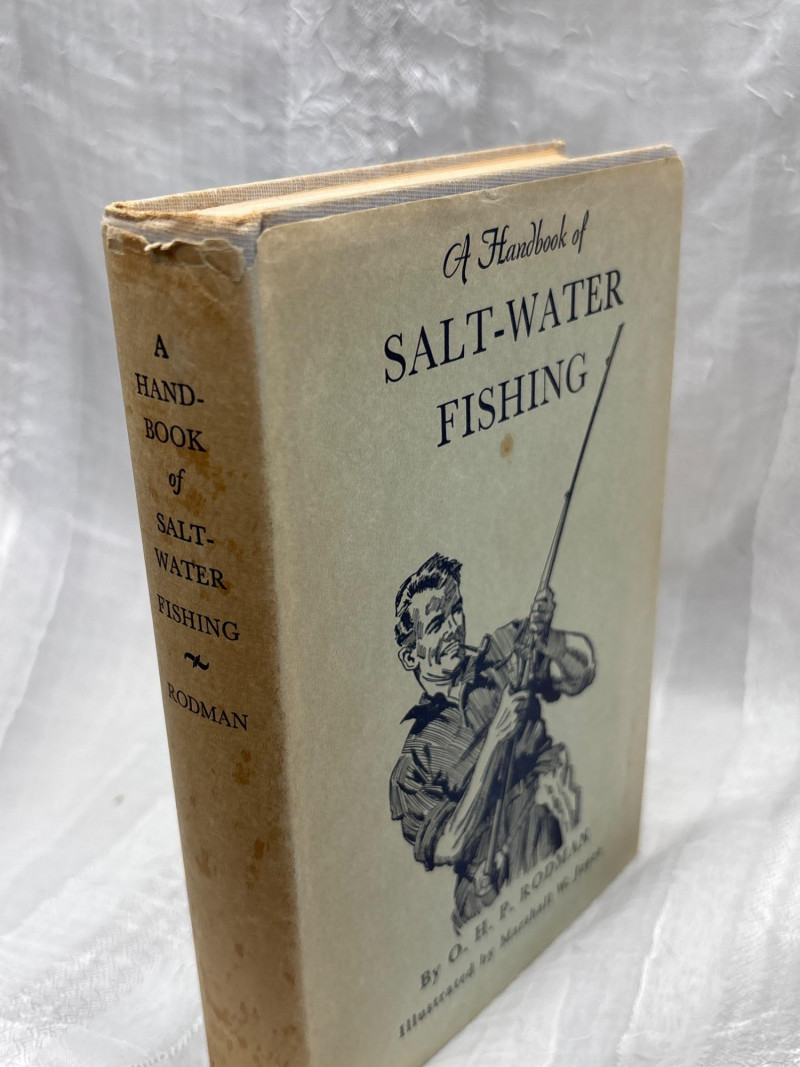 A
HAND-
BOOK
of
SALT-
WATER
FISHING
RODMAN
A Handbook of
SALT-WATER
FISHING
By O. H. P. RODMAN
Illustrated by Marshall W. Joyce